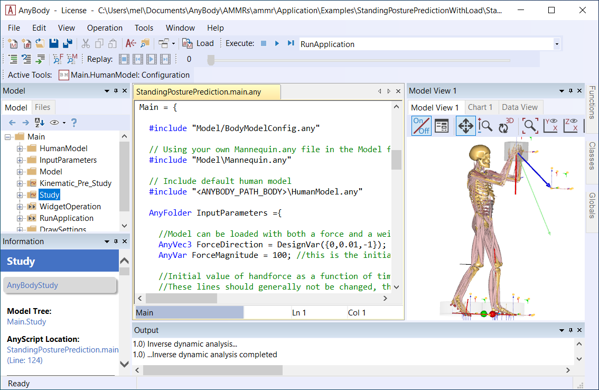 AnyBody - License - C:\Users\mel\Documents\AnyBody\AMMRs\ammr\Application\Examples\StandingPosturePredictionWithLoad\Sta...
File Edit View Operation Tools Window Help
Load Execute: RunApplication
Replay: 0
Active Tools: Main.HumanModel: Configuration
Model
Model Files
Main
HumanModel
InputParameters
Model
Kinematic_Pre_Study
Study
WidgetOperation
RunApplication
DrawSettings
Information
Study
AnyBodyStudy
Model Tree:
Main.Study
AnyScript Location:
StandingPosturePrediction.main
(Line: 124)
StandingPosturePrediction.main.any
Main = {
#include "Model/BodyModelConfig.any"
// Using your own Mannequin.any file in the Model f
#include "Model\Mannequin.any"
// Include default human model
#include "<ANYBODY_PATH_BODY>\HumanModel.any"
AnyFolder InputParameters ={
//Model can be loaded with both a force and a wei
AnyVec3 ForceDirection = DesignVar({0,0.01,-1});
AnyVar ForceMagnitude = 100; //this is the initia
//Initial value of handforce as a function of tim
//These lines should generally not be changed, th
Main Ln 1 Col 1
Model View 1
Model View 1 Chart 1 Data View
On/Off 3D Y Z Y X
Functions
Classes
Globals
Output
1.0) Inverse dynamic analysis...
1.0) ...Inverse dynamic analysis completed
Ready